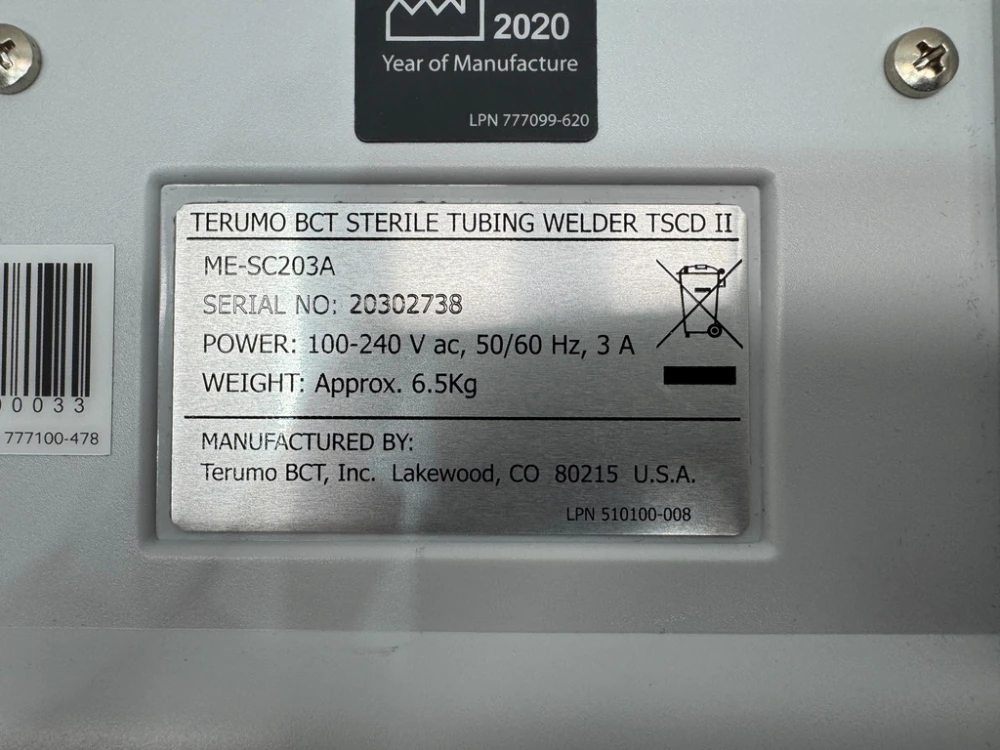 2020
Year of Manufacture
LPN 777099-620
TERUMO BCT STERILE TUBING WELDER TSCD II
ME-SC203A
SERIAL NO: 20302738
POWER: 100-240 V ac, 50/60 Hz, 3 A
WEIGHT: Approx. 6.5Kg
MANUFACTURED BY:
Terumo BCT, Inc. Lakewood, CO 80215 U.S.A.
LPN 510100-008
0033
777100-478